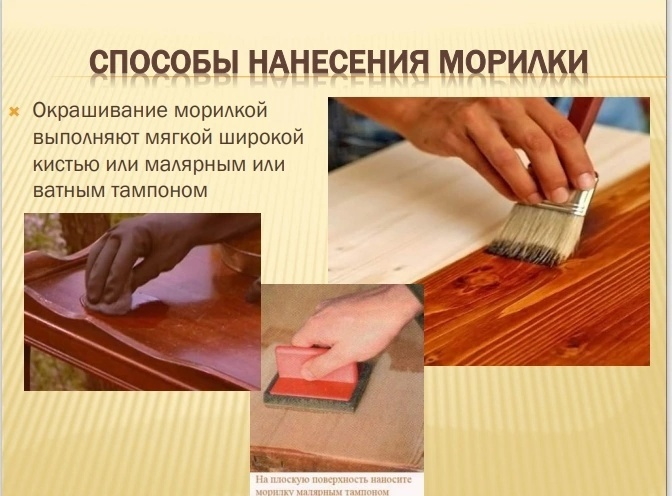 СПОСОБЫ НАНЕСЕНИЯ МОРИЛКИ
Окрашивание морилкой
выполняют мягкой широкой
кистью или малярным или
ватным тампоном
На плоскую поверхность наносите
морилку малярным тампоном